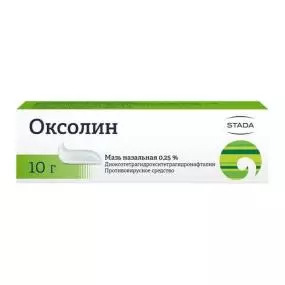 STADA
Оксолин
10 г
Мазь назальная 0,25 %
Диоксотетрагидрокситетрагидронафталин
Противовирусное средство